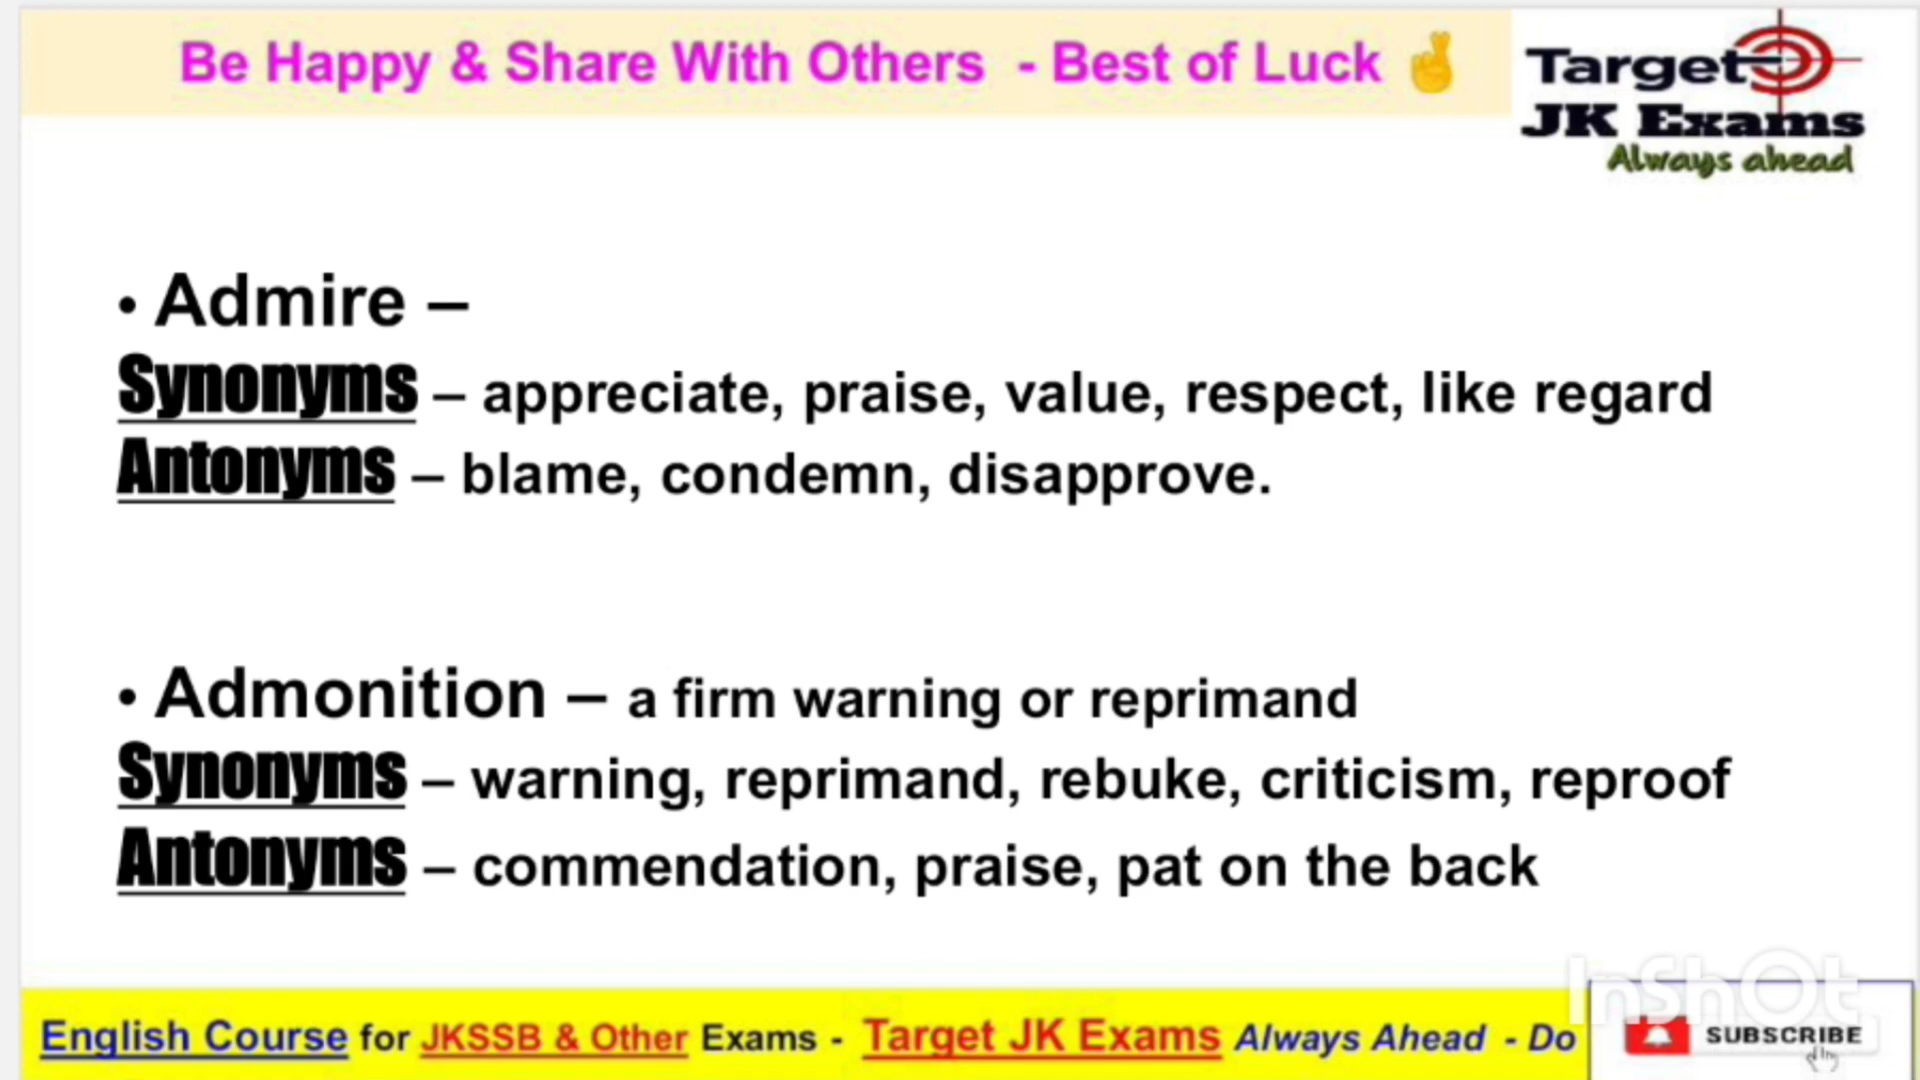 Be Happy & Share With Others - Best of Luck 🤞
Target
JK Exams
Always ahead
• Admire –
Synonyms – appreciate, praise, value, respect, like regard
Antonyms – blame, condemn, disapprove.
• Admonition – a firm warning or reprimand
Synonyms – warning, reprimand, rebuke, criticism, reproof
Antonyms – commendation, praise, pat on the back
InShOt
English Course for JKSSB & Other Exams - Target JK Exams Always Ahead - Do
SUBSCRIBE